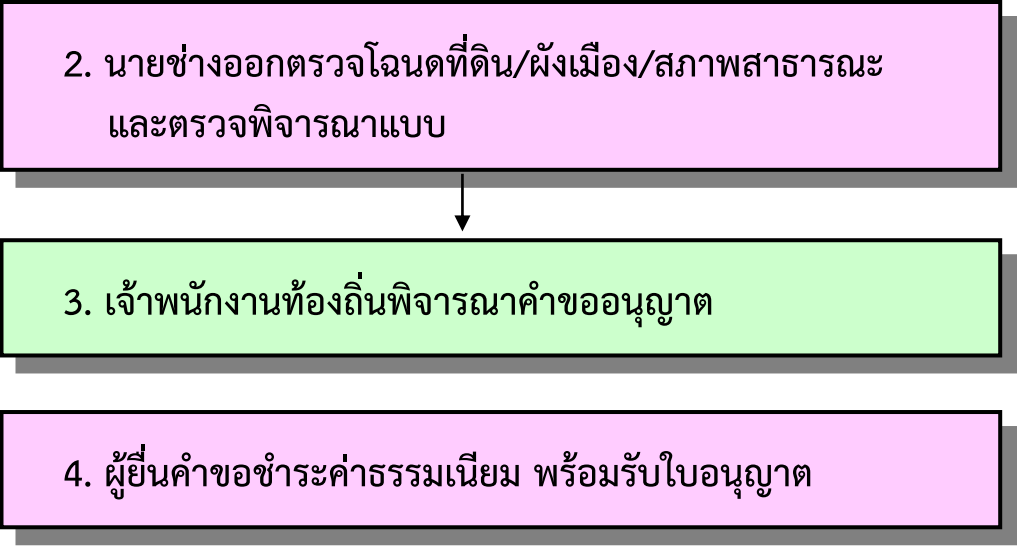 2. นายช่างออกตรวจโฉนดที่ดิน/ผังเมือง/สภาพสาธารณะ
และตรวจพิจารณาแบบ
3. เจ้าพนักงานท้องถิ่นพิจารณาคำขออนุญาต
4. ผู้ยื่นคำขอชำระค่าธรรมเนียม พร้อมรับใบอนุญาต